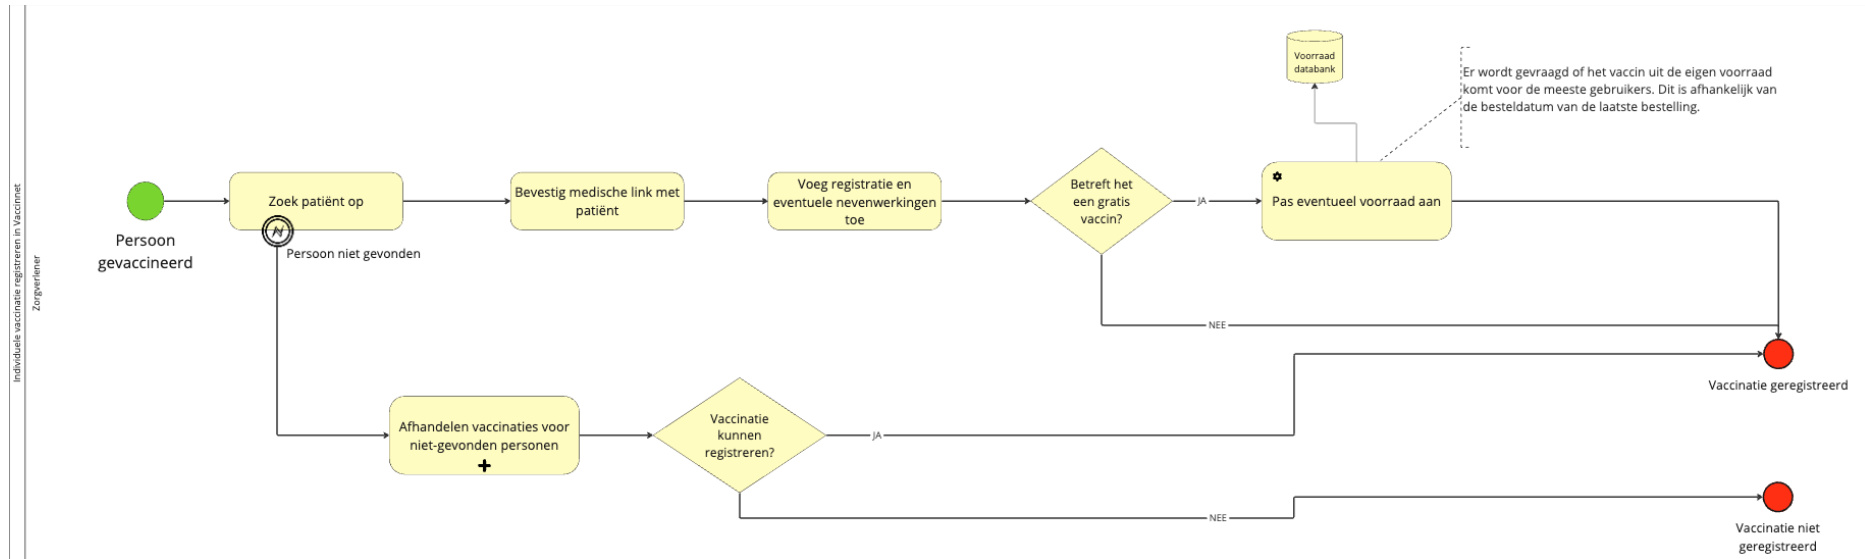 Individuele vaccinatie registreren in Vaccinnet
Zorgverlener
Persoon
gevaccineerd
Zoek patiënt op
Persoon niet gevonden
Bevestig medische link met
patiënt
Voeg registratie en
eventuele nevenwerkingen
toe
Betreft het
een gratis
vaccin?
JA
NEE
Voorraad
databank
Pas eventueel voorraad aan
Er wordt gevraagd of het vaccin uit de eigen voorraad
komt voor de meeste gebruikers. Dit is afhankelijk van
de besteldatum van de laatste bestelling.
Vaccinatie geregistreerd
Afhandelen vaccinaties voor
niet-gevonden personen
Vaccinatie
kunnen
registreren?
JA
NEE
Vaccinatie niet
geregistreerd